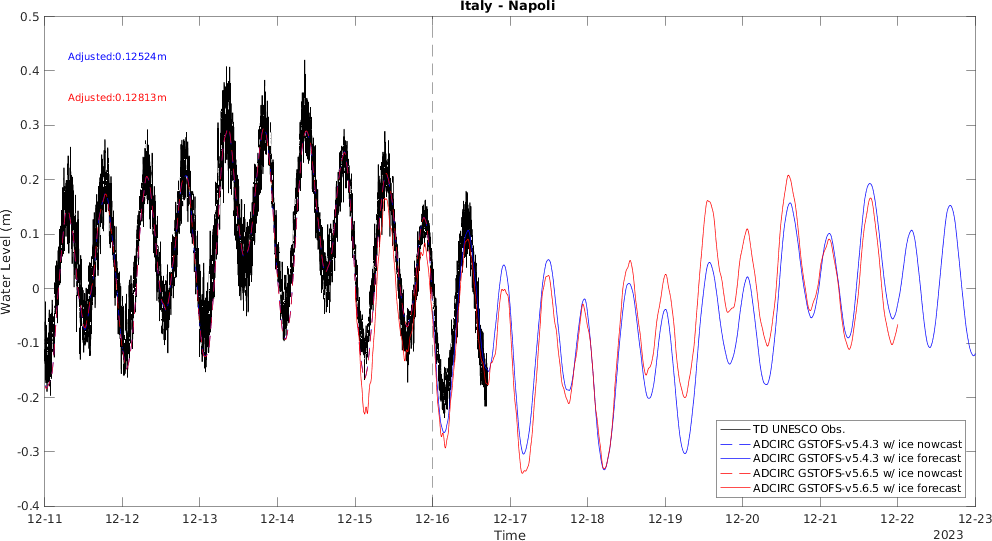 Italy - Napoli
Water Level (m)
0.5
0.4
0.3
0.2
0.1
0
-0.1
-0.2
-0.3
-0.4
Adjusted:0.12524m
Adjusted:0.12813m
TD UNESCO Obs.
ADCIRC GSTOFS-v5.4.3 w/ ice nowcast
ADCIRC GSTOFS-v5.4.3 w/ ice forecast
ADCIRC GSTOFS-v5.6.5 w/ ice nowcast
ADCIRC GSTOFS-v5.6.5 w/ ice forecast
12-11 12-12 12-13 12-14 12-15 12-16 12-17 12-18 12-19 12-20 12-21 12-22 12-23
Time
2023